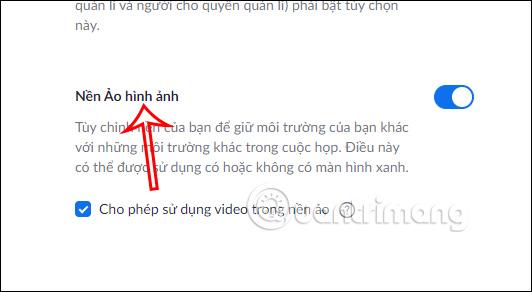 quản lí và người cho quyền quản lí) phải bật tùy chọn
này.
Nền Ảo hình ảnh
Tùy chỉnh nền của bạn để giữ môi trường của bạn khác
với những môi trường khác trong cuộc họp. Điều này
có thể được sử dụng có hoặc không có màn hình xanh.
Cho phép sử dụng video trong nền ảo
cantrimang